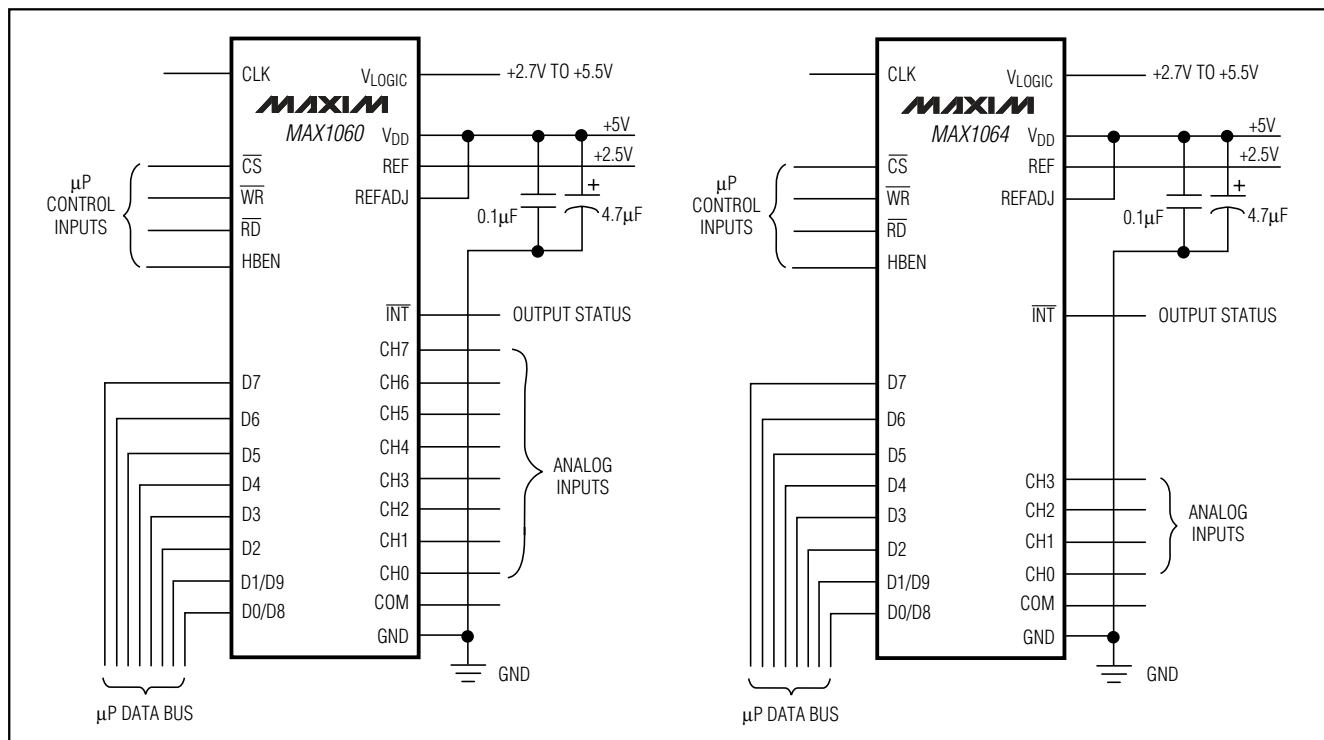 CLK
VLOGIC
+2.7V TO +5.5V
MAXIM
MAX1060
VDD
+5V
CS
REF
+2.5V
µP
CONTROL
INPUTS
WR
REFADJ
+
0.1µF
4.7µF
RD
HBEN
INT
OUTPUT STATUS
CH7
D7
CH6
D6
CH5
D5
CH4
D4
CH3
ANALOG
INPUTS
D3
CH2
D2
CH1
D1/D9
CH0
D0/D8
COM
GND
GND
µP DATA BUS
CLK
VLOGIC
+2.7V TO +5.5V
MAXIM
MAX1064
VDD
+5V
CS
REF
+2.5V
µP
CONTROL
INPUTS
WR
REFADJ
+
0.1µF
4.7µF
RD
HBEN
INT
OUTPUT STATUS
D7
D6
D5
D4
CH3
D3
CH2
ANALOG
INPUTS
D2
CH1
D1/D9
CH0
D0/D8
COM
GND
GND
µP DATA BUS